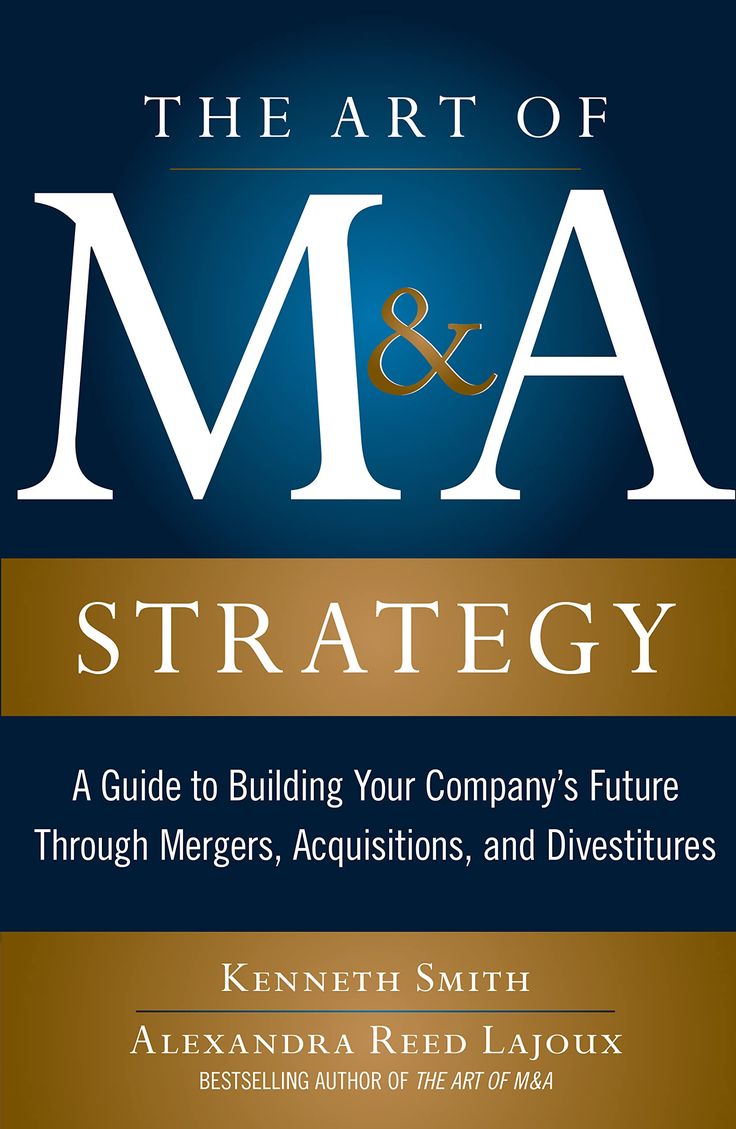 THE ART OF
M&A
STRATEGY
A Guide to Building Your Company’s Future
Through Mergers, Acquisitions, and Divestitures
KENNETH SMITH
ALEXANDRA REED LAJOUX
BESTSELLING AUTHOR OF THE ART OF M&A